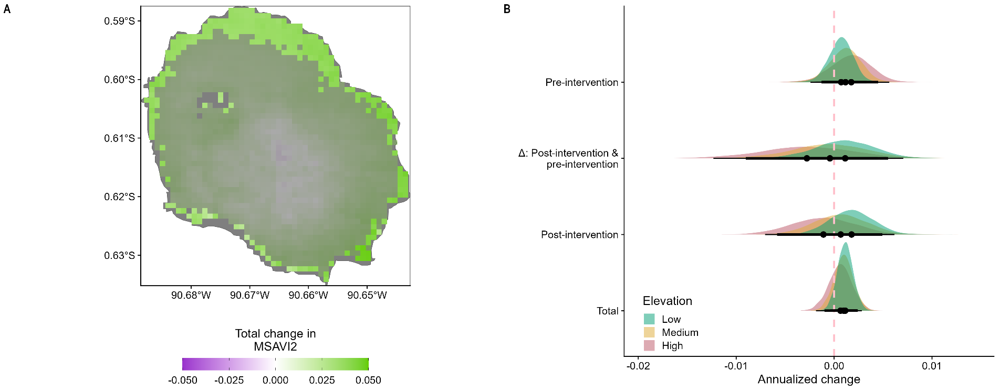 A
0.59°S
0.60°S
0.61°S
0.62°S
0.63°S
90.68°W 90.67°W 90.66°W 90.65°W
Total change in
MSAVI2
-0.050 -0.025 0.000 0.025 0.050
B
Pre-intervention
Δ: Post-intervention &
pre-intervention
Post-intervention
Total
Elevation
Low
Medium
High
-0.02 -0.01 0.00 0.01
Annualized change